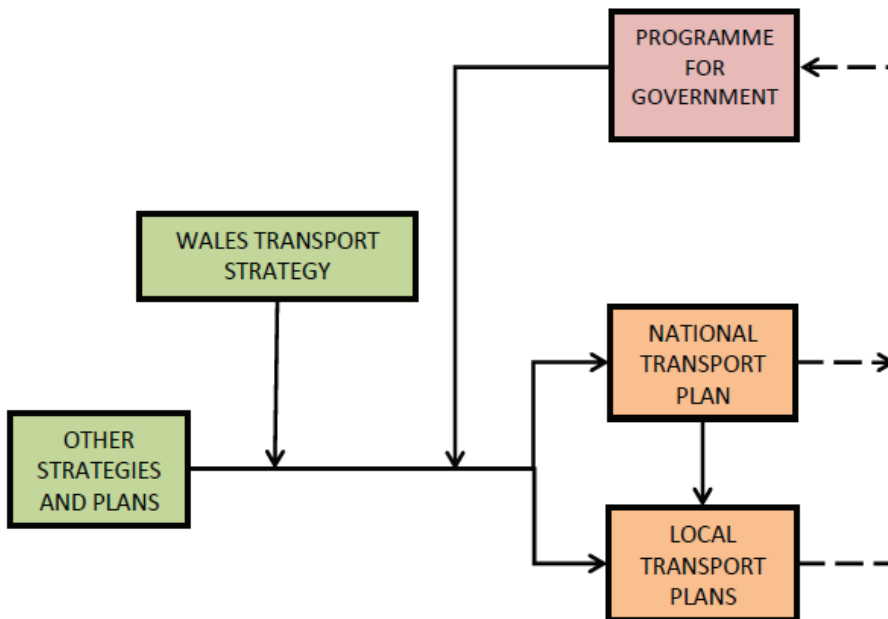 PROGRAMME
FOR
GOVERNMENT
WALES TRANSPORT
STRATEGY
NATIONAL
TRANSPORT
PLAN
OTHER
STRATEGIES
AND PLANS
LOCAL
TRANSPORT
PLANS